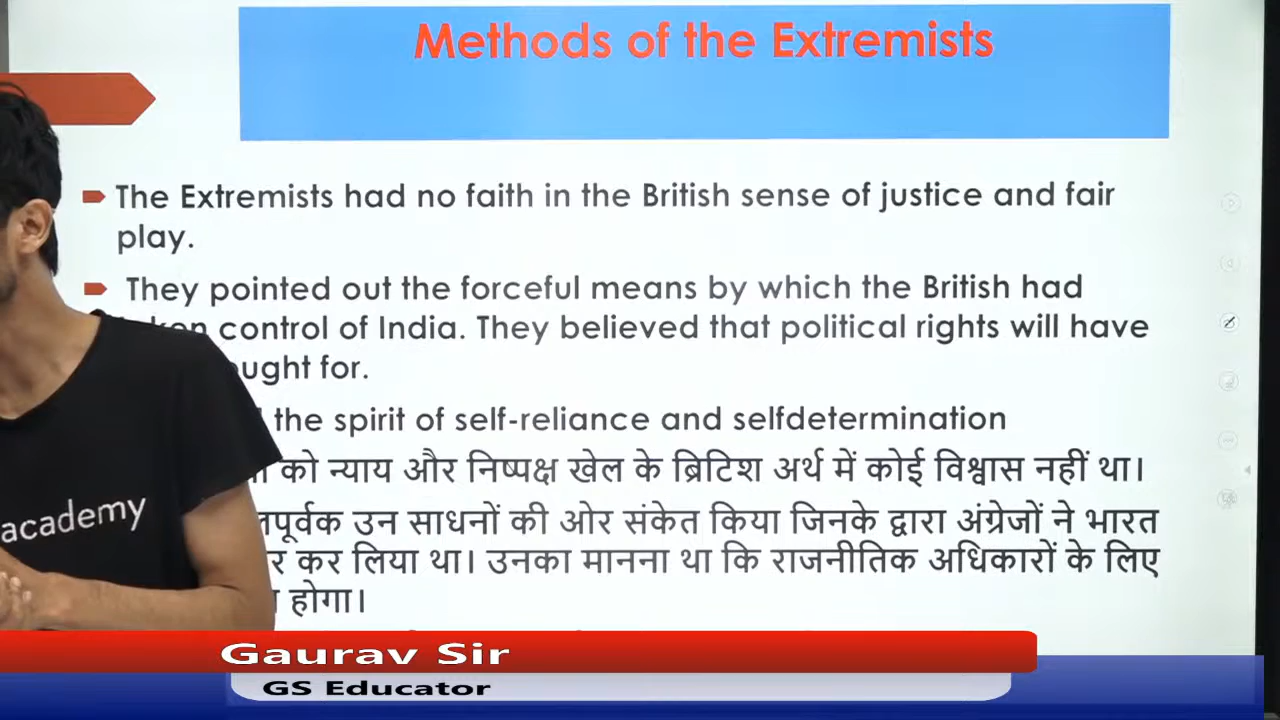 Methods of the Extremists
The Extremists had no faith in the British sense of justice and fair
play.
They pointed out the forceful means by which the British had
control of India. They believed that political rights will have
for.
the spirit of self-reliance and selfdetermination
को न्याय और निष्पक्ष खेल के ब्रिटिश अर्थ में कोई विश्वास नहीं था।
उन साधनों की ओर संकेत किया जिनके द्वारा अंग्रेजों ने भारत
कर लिया था। उनका मानना था कि राजनीतिक अधिकारों के लिए
होगा।
academy
Gaurav Sir
GS Educator